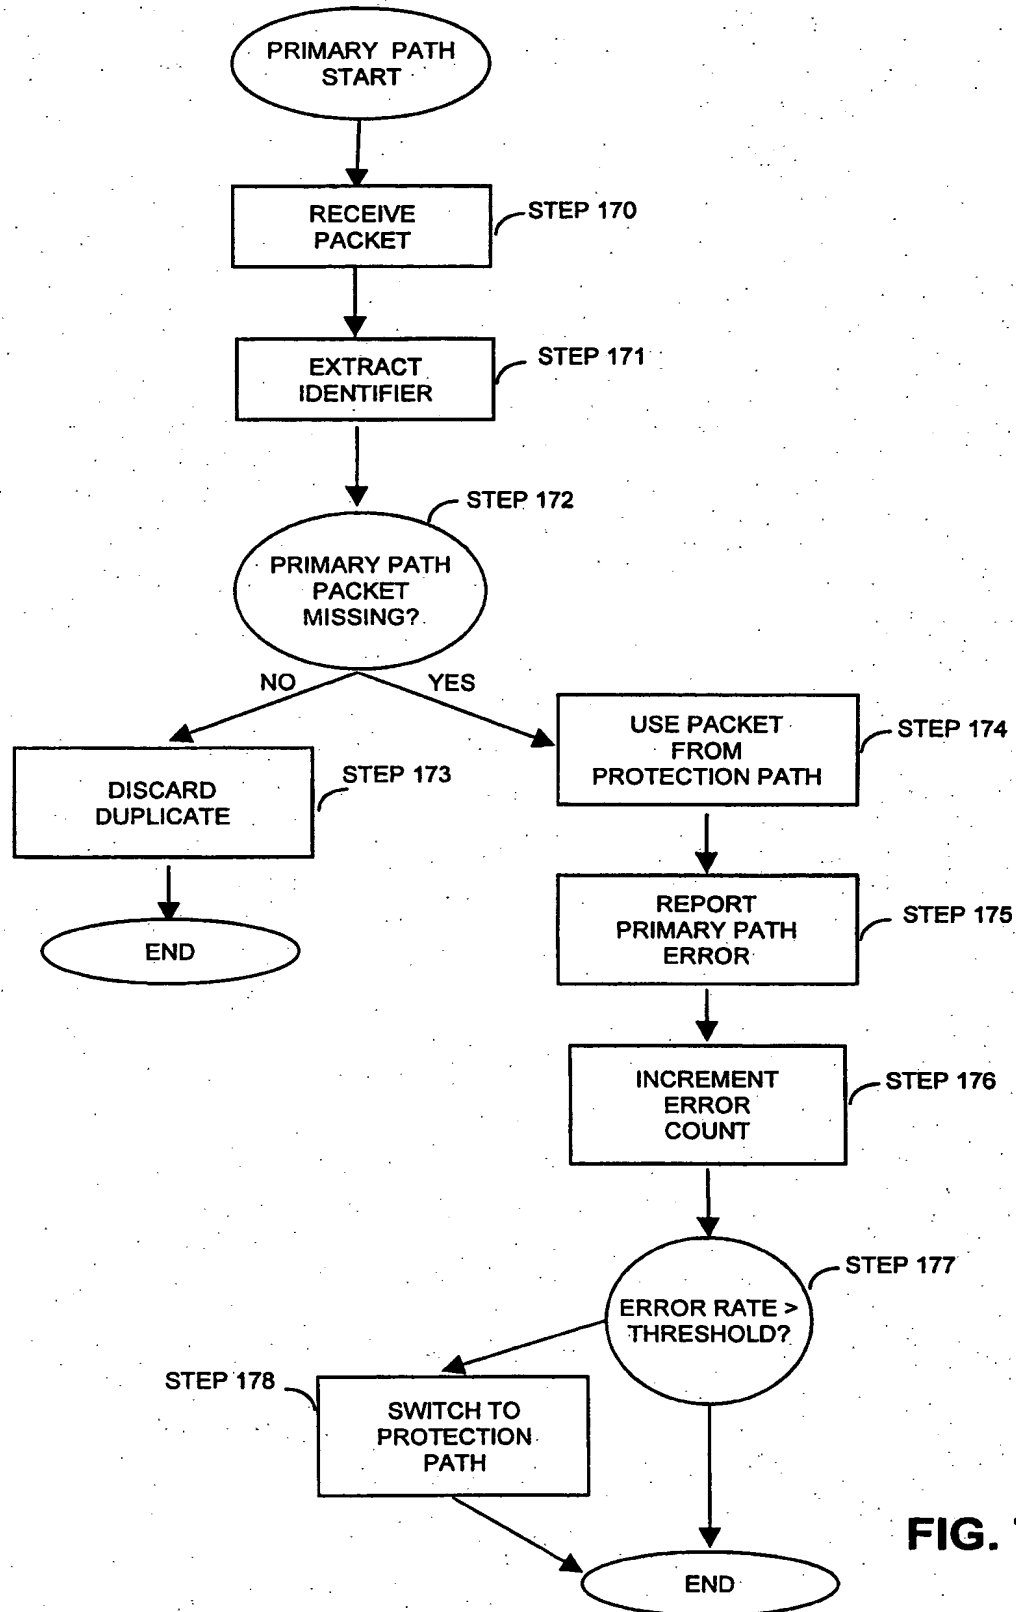 PRIMARY PATH
START
RECEIVE
PACKET
STEP 170
EXTRACT
IDENTIFIER
STEP 171
STEP 172
PRIMARY PATH
PACKET
MISSING?
NO
YES
DISCARD
DUPLICATE
STEP 173
END
USE PACKET
FROM
PROTECTION PATH
STEP 174
REPORT
PRIMARY PATH
ERROR
STEP 175
INCREMENT
ERROR
COUNT
STEP 176
ERROR RATE >
THRESHOLD?
STEP 177
STEP 178
SWITCH TO
PROTECTION
PATH
END
FIG.